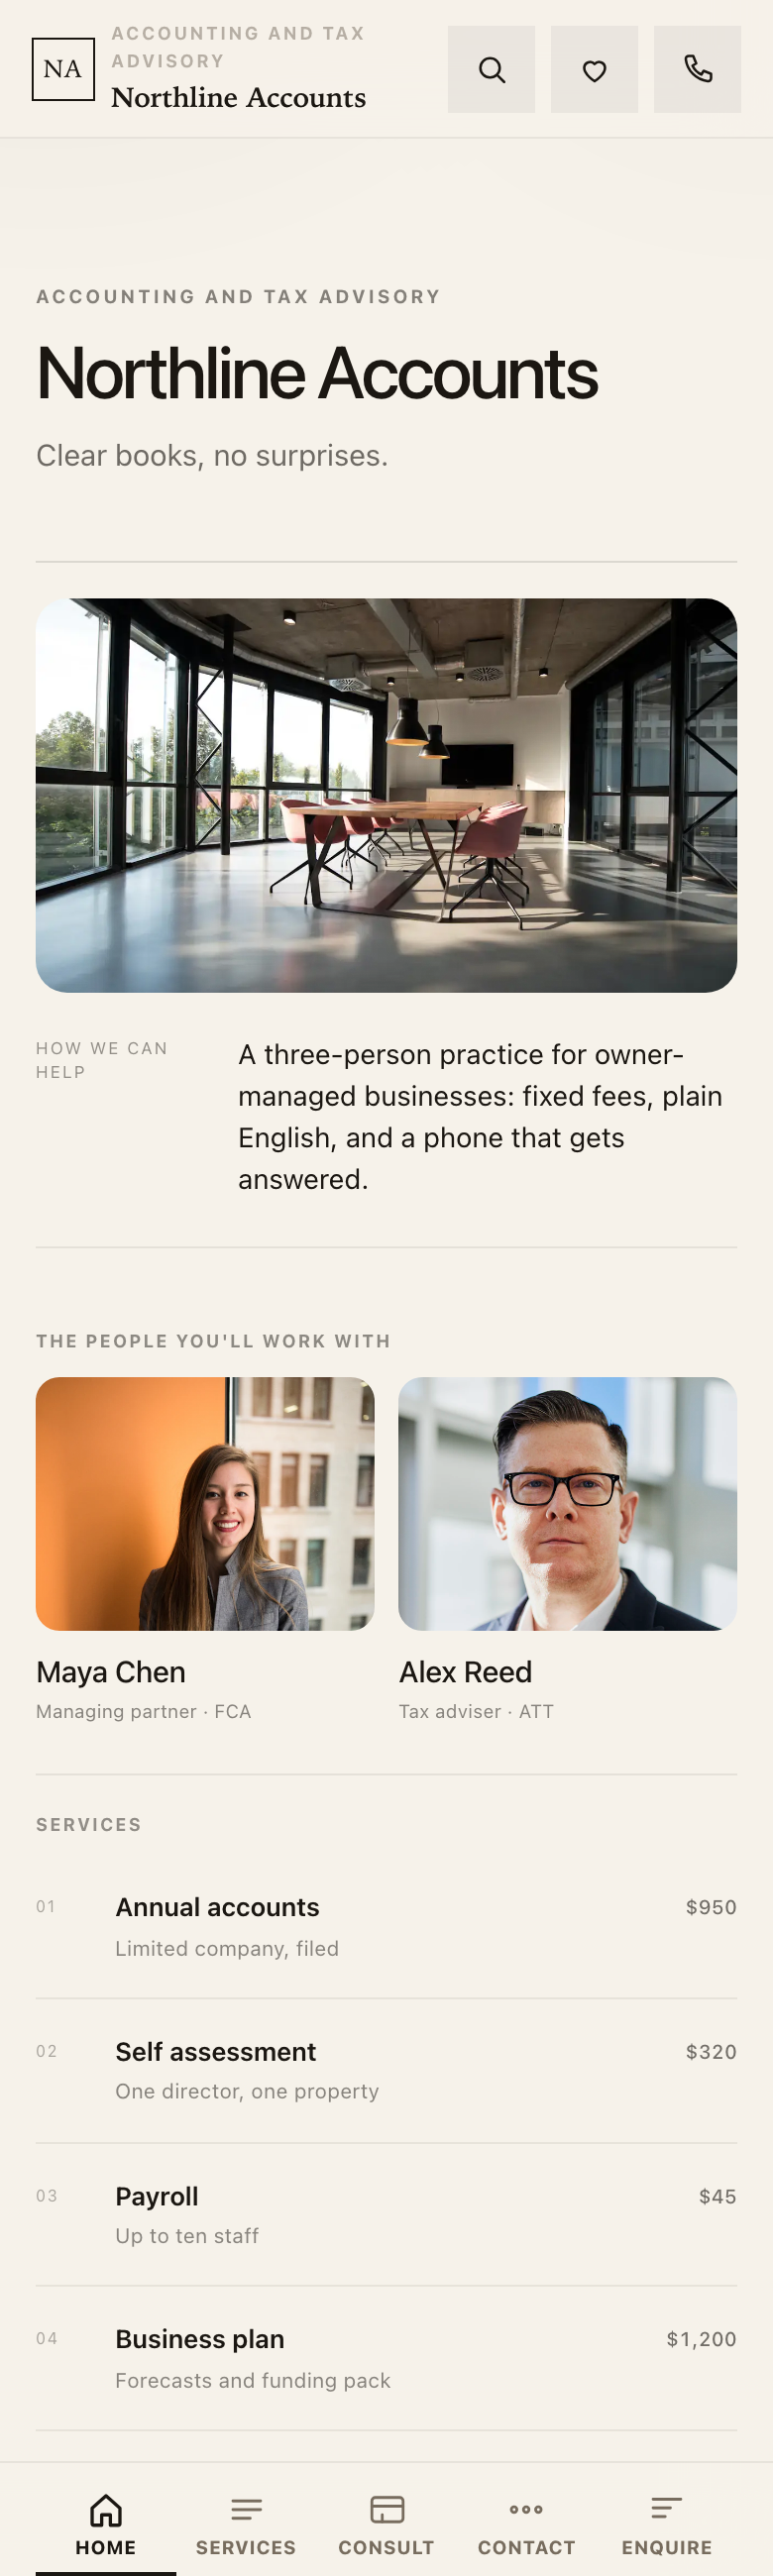 NA
ACCOUNTING AND TAX
ADVISORY
Northline Accounts
ACCOUNTING AND TAX ADVISORY
Northline Accounts
Clear books, no surprises.
HOW WE CAN
HELP
A three-person practice for owner-
managed businesses: fixed fees, plain
English, and a phone that gets
answered.
THE PEOPLE YOU'LL WORK WITH
Maya Chen
Managing partner · FCA
Alex Reed
Tax adviser · ATT
SERVICES
01 Annual accounts $950
Limited company, filed
02 Self assessment $320
One director, one property
03 Payroll $45
Up to ten staff
04 Business plan $1,200
Forecasts and funding pack
HOME SERVICES CONSULT CONTACT ENQUIRE